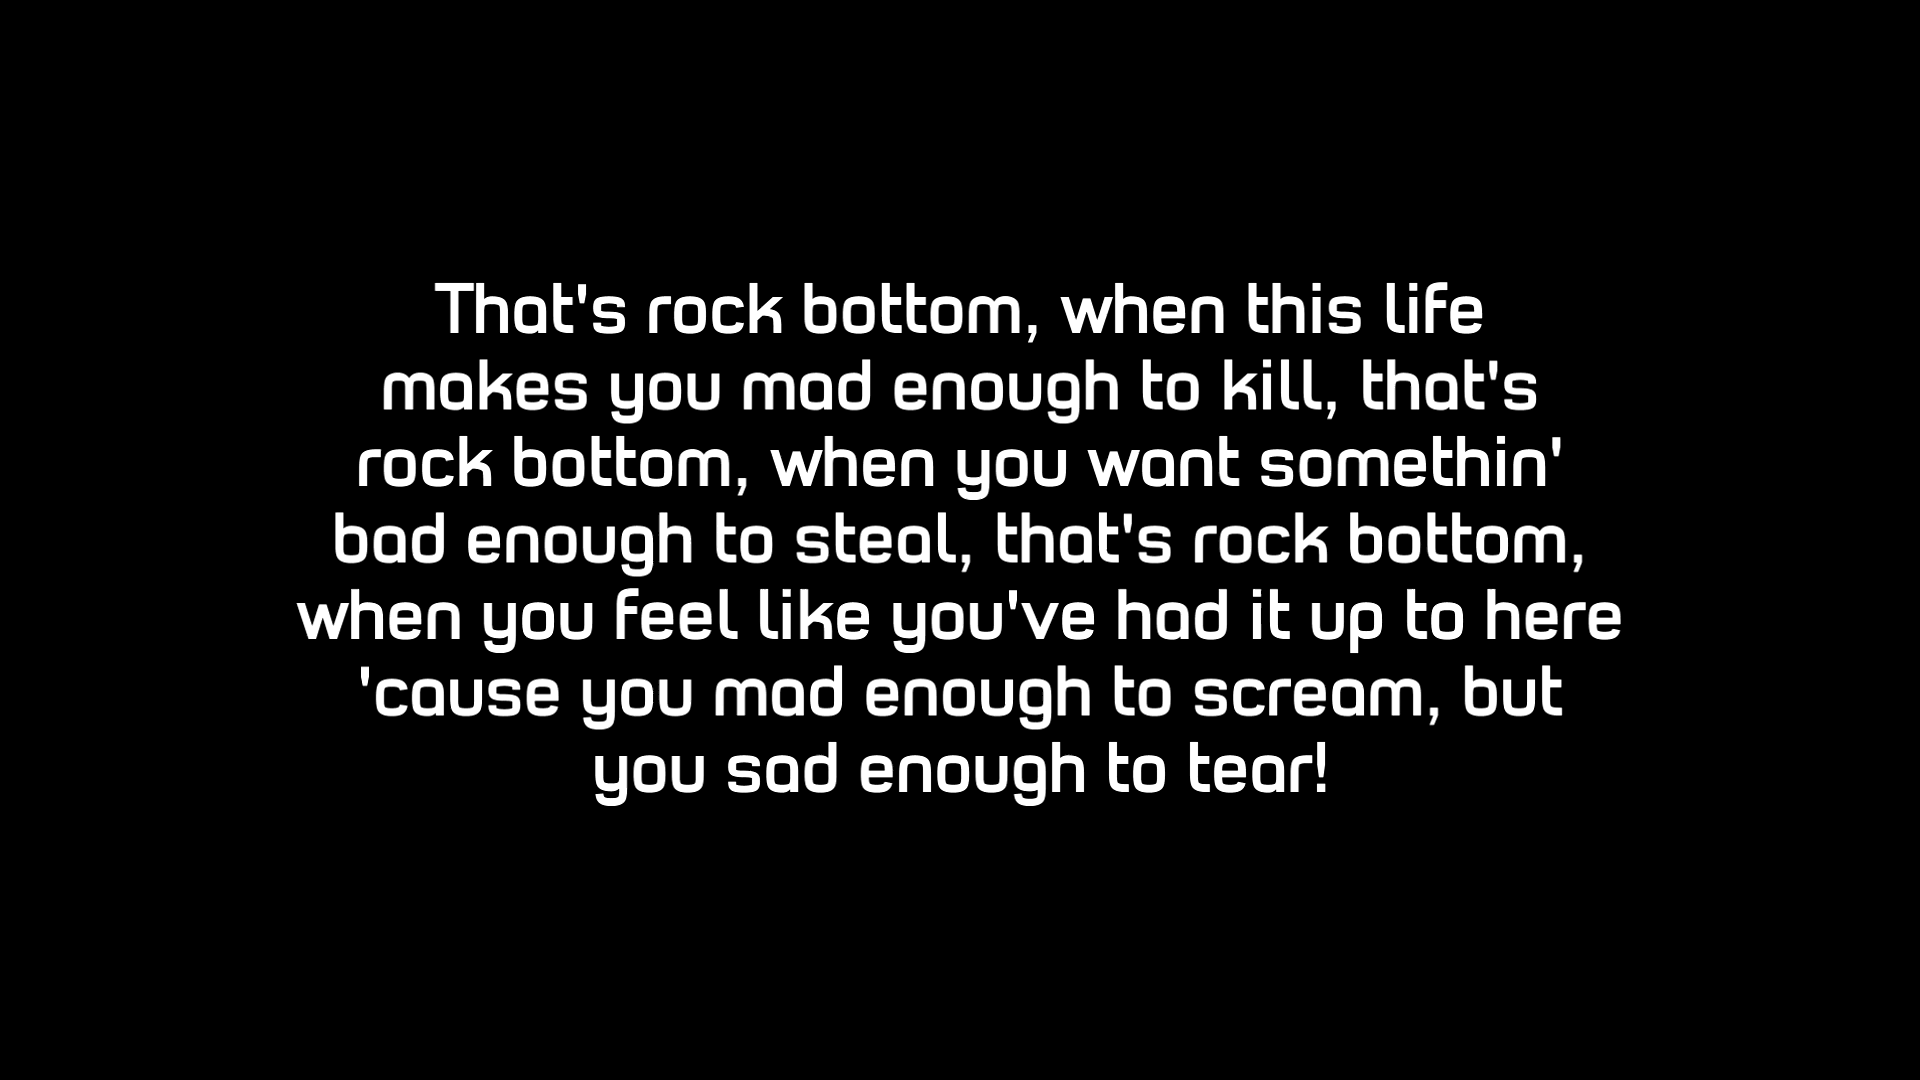 That's rock bottom, when this life
makes you mad enough to kill, that's
rock bottom, when you want somethin'
bad enough to steal, that's rock bottom,
when you feel like you've had it up to here
'cause you mad enough to scream, but
you sad enough to tear!